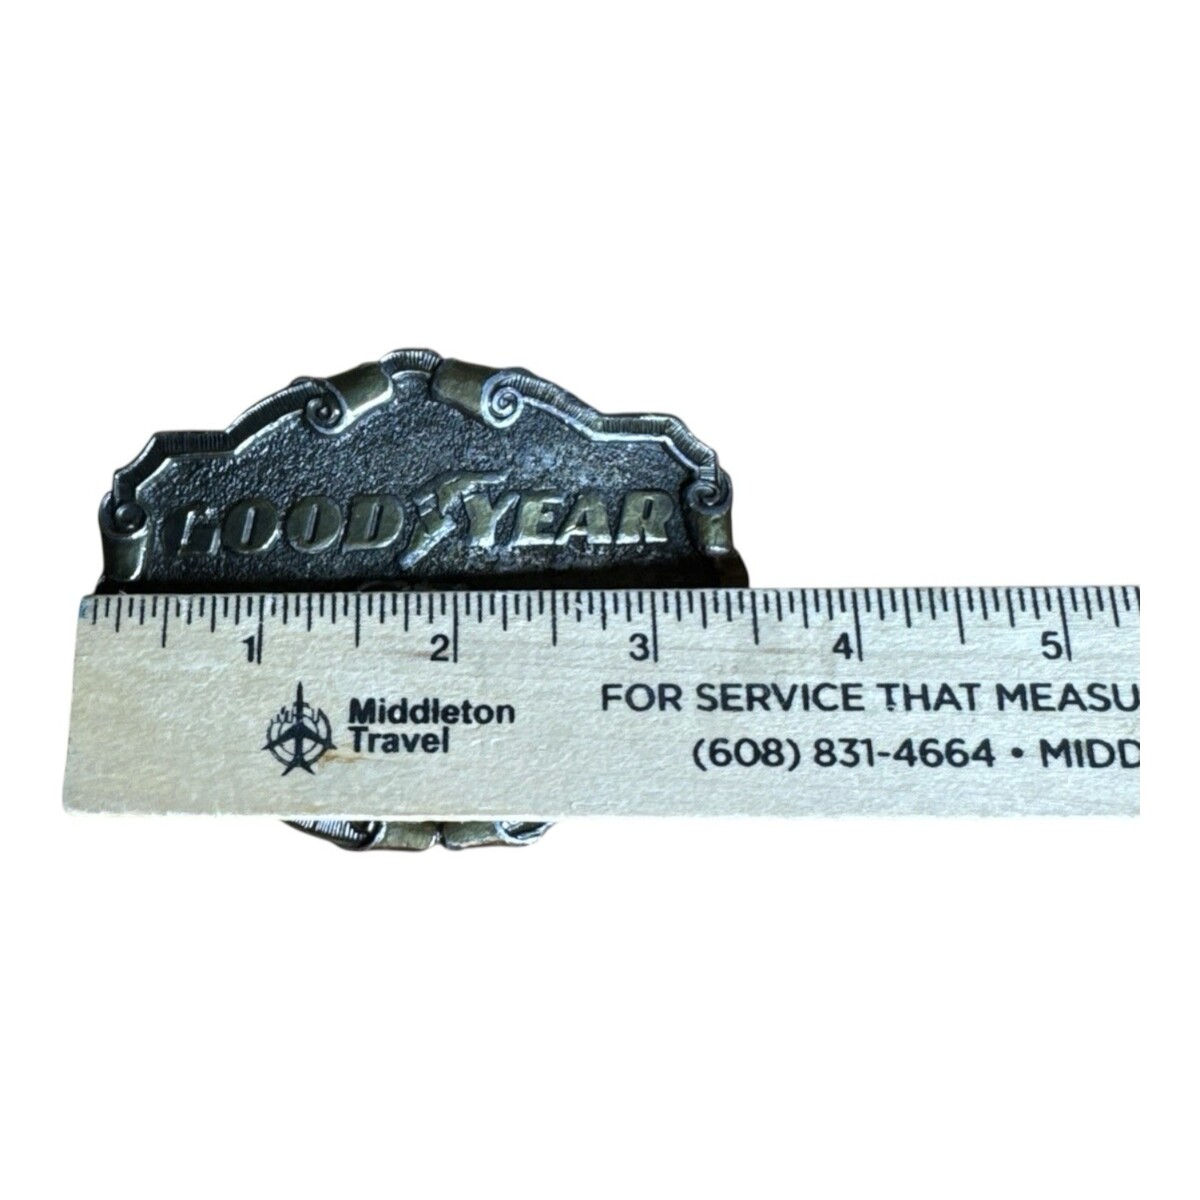 GOODYEAR
1 2 3 4 5
Middleton
Travel
FOR SERVICE THAT MEASU
(608) 831-4664 • MIDD